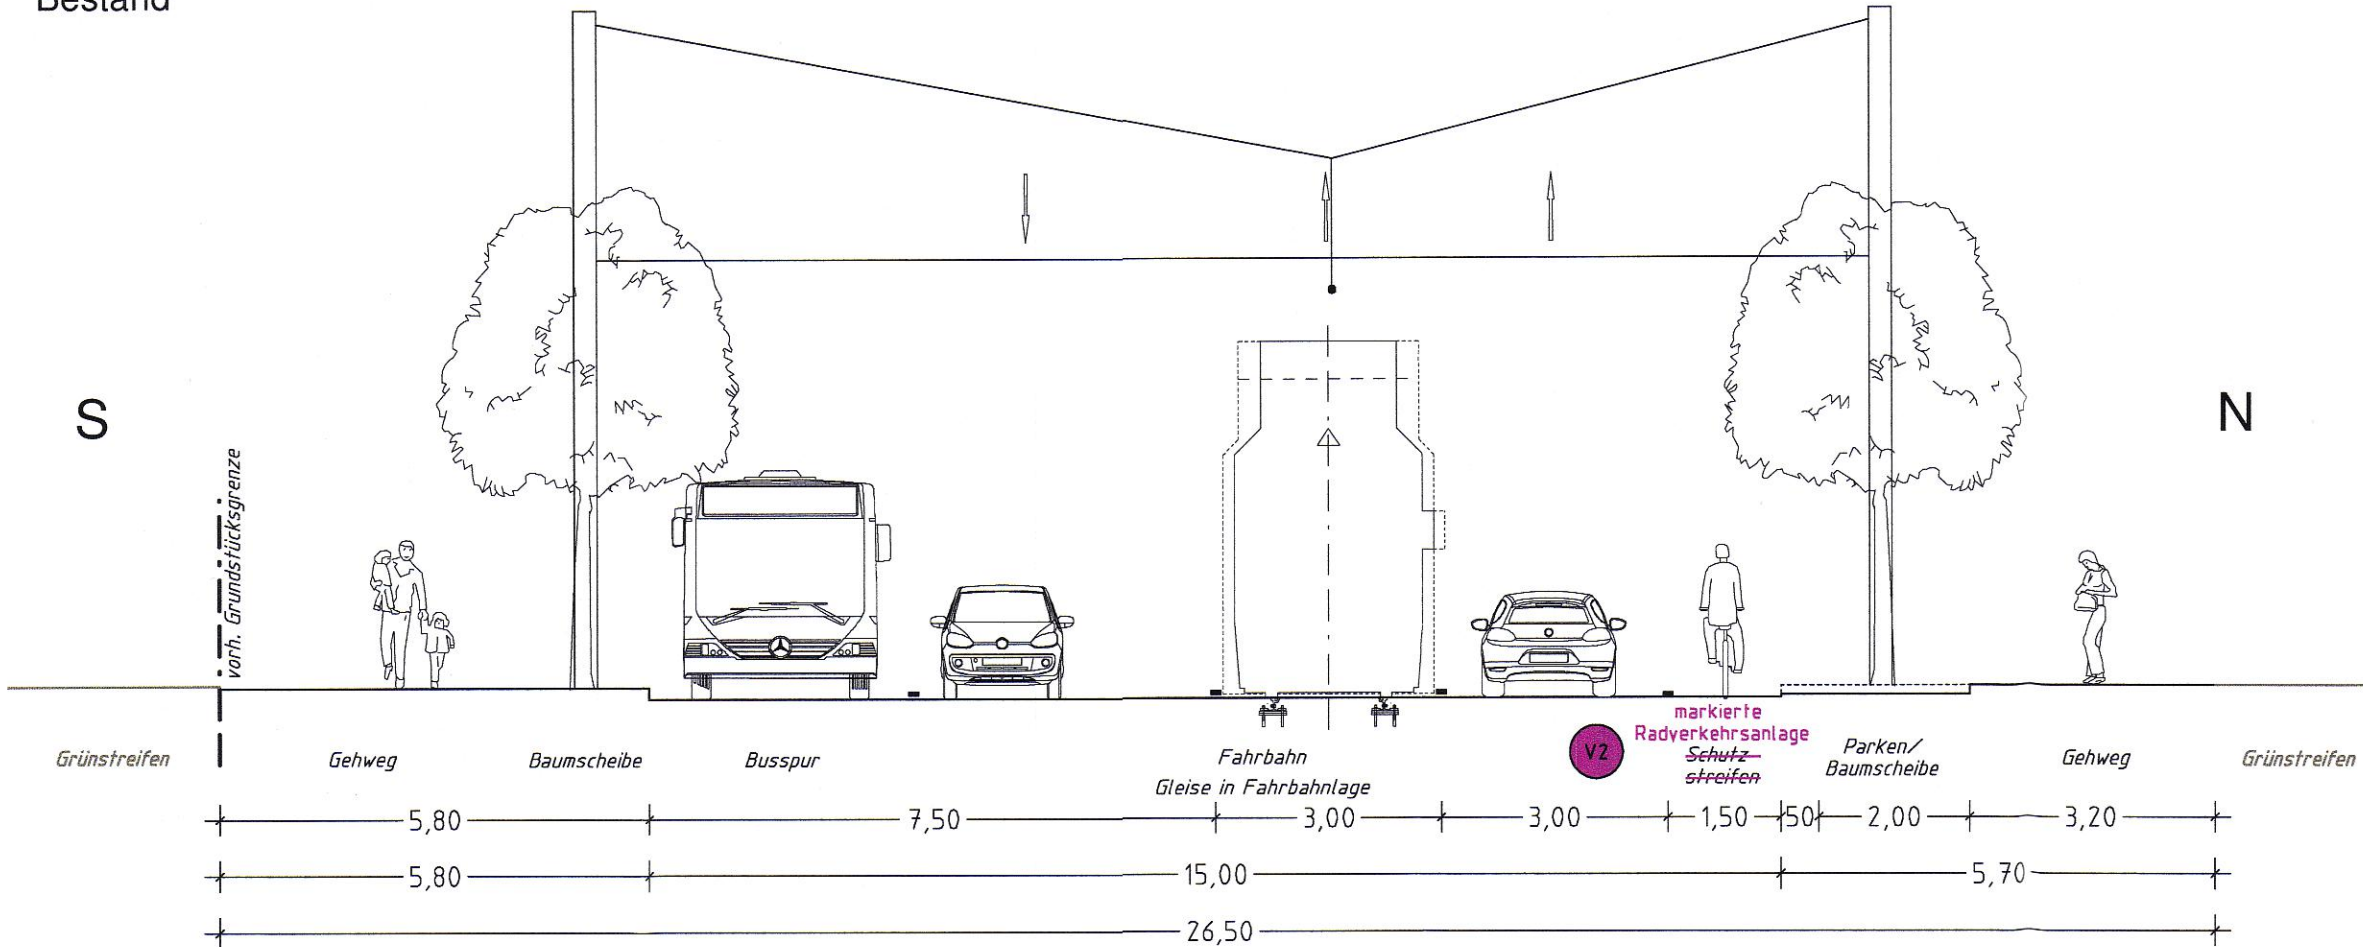 Bestand
S
N
vorh. Grundstücksgrenze
markierte
Radverkehrsanlage
V2
Schutz-
streifen
Grünstreifen
Gehweg
Baumscheibe
Busspur
Fahrbahn
Gleise in Fahrbahnlage
Parken/
Baumscheibe
Gehweg
Grünstreifen
5,80 7,50 3,00 3,00 1,50 50 2,00 3,20
5,80 15,00 5,70
26,50